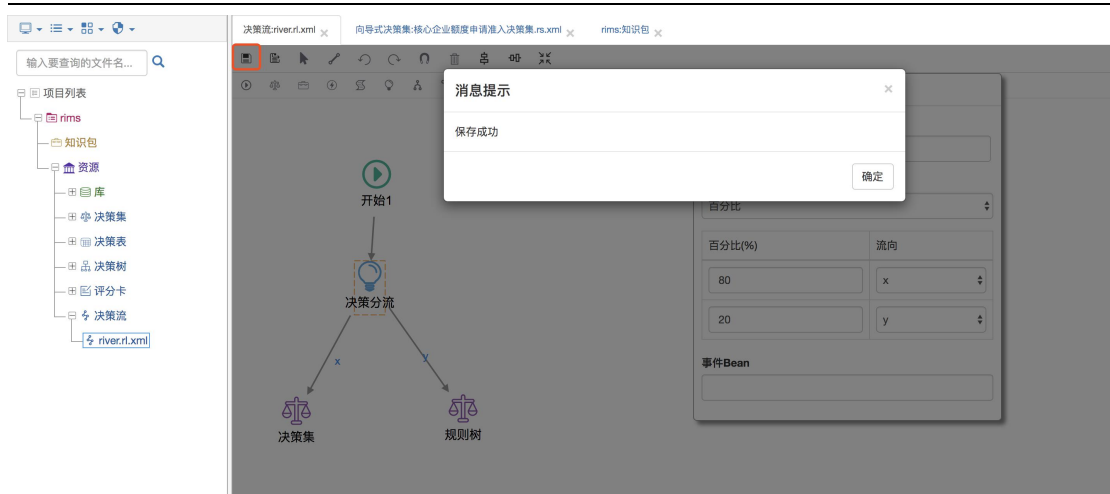 决策流:river.rl.xml
向导式决策集:核心企业额度申请准入决策集.rs.xml
rims:知识包
输入要查询的文件名...
项目列表
rims
知识包
资源
库
决策集
决策表
决策树
评分卡
决策流
river.rl.xml
消息提示
保存成功
确定
开始1
决策分流
x
y
决策集
规则树
百分比
百分比(%)
流向
80
x
20
y
事件Bean